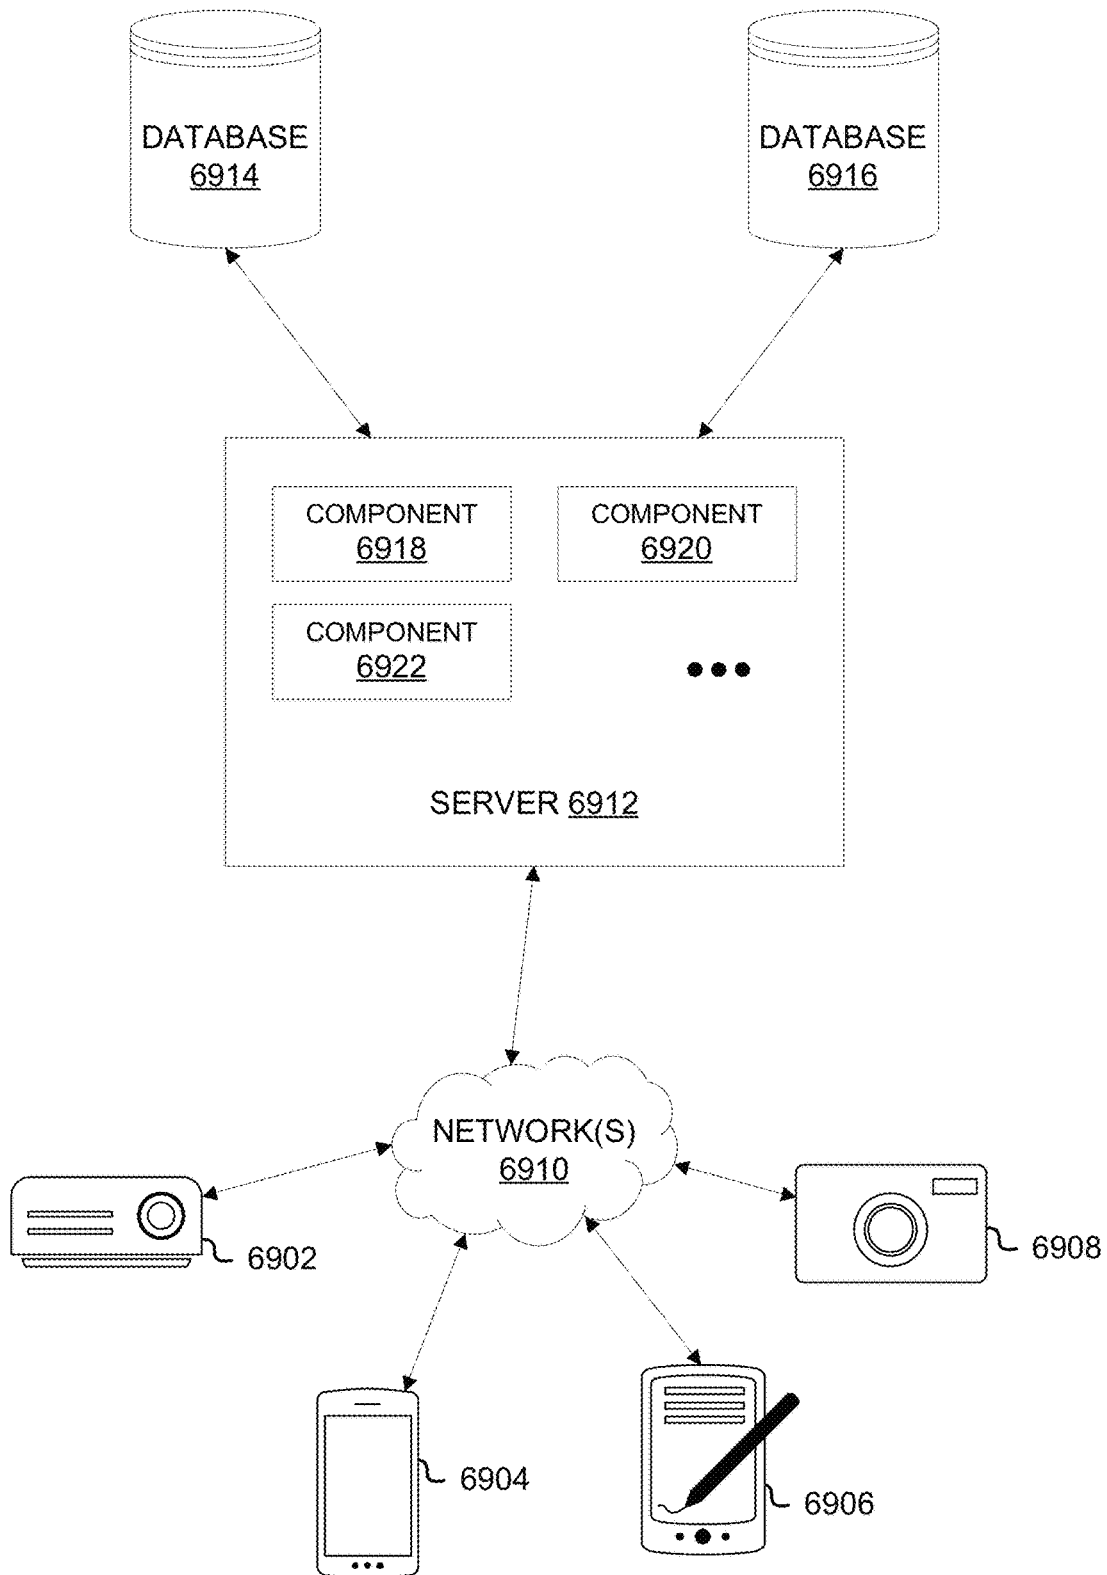 DATABASE
6914
DATABASE
6916
COMPONENT
6918
COMPONENT
6920
COMPONENT
6922
SERVER 6912
NETWORK(S)
6910
6902
6908
6904
6906